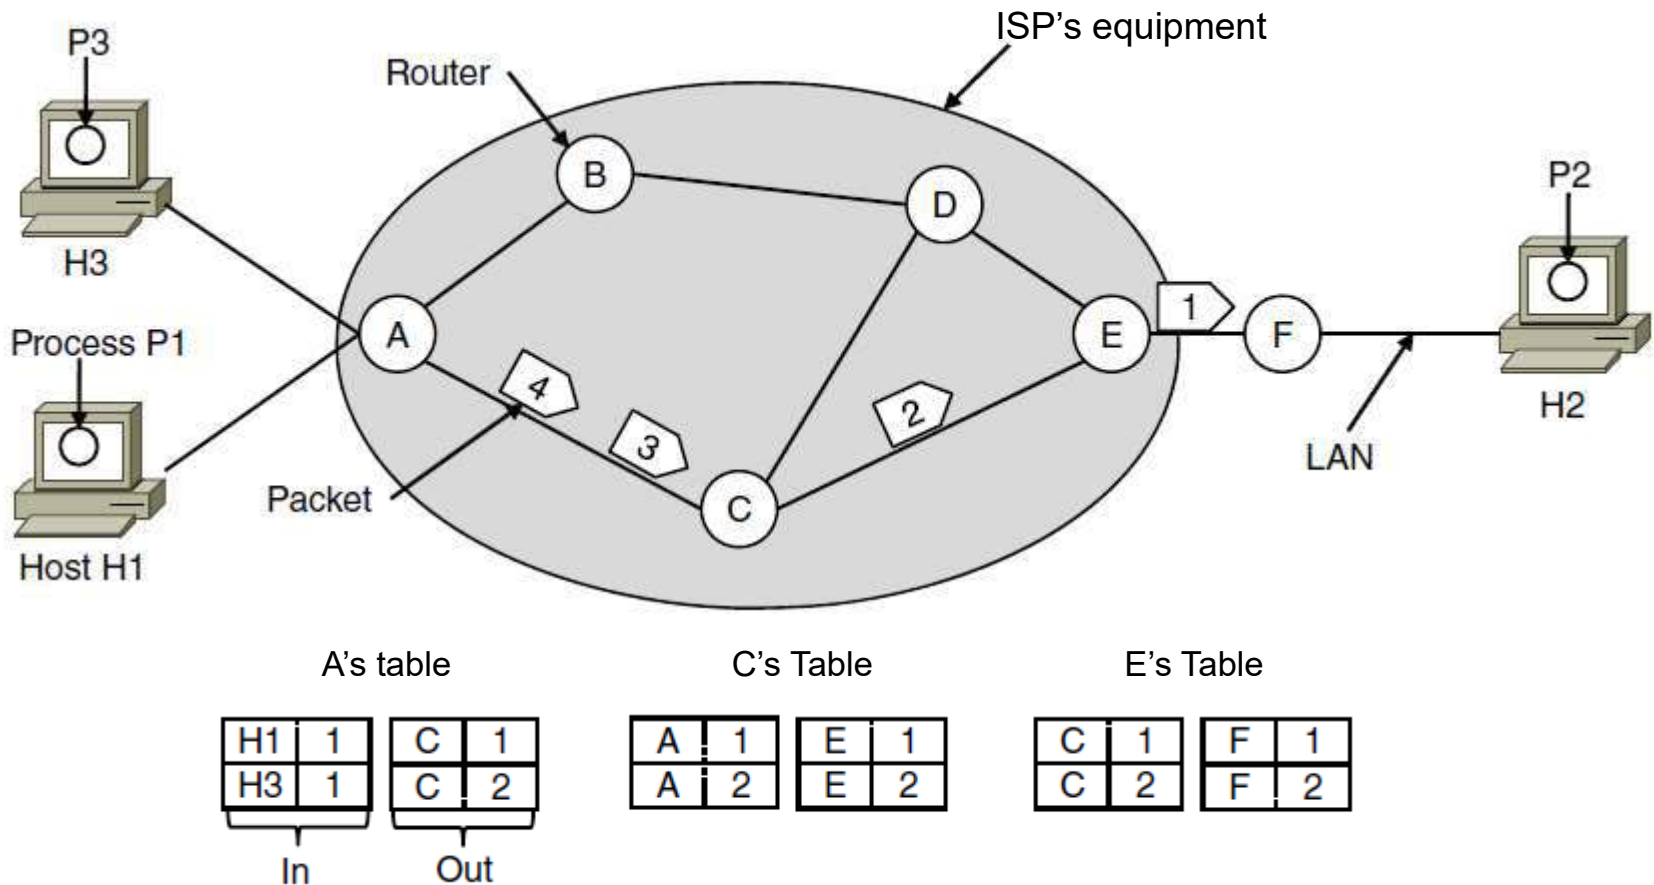 ISP's equipment
P3
Router
B
D
P2
H3
Process P1
A
E
1
F
4
3
2
H2
LAN
Packet
C
Host H1
A's table
C's Table
E's Table
H1 1 C 1 A 1 E 1 C 1 F 1
H3 1 C 2 A 2 E 2 C 2 F 2
In
Out